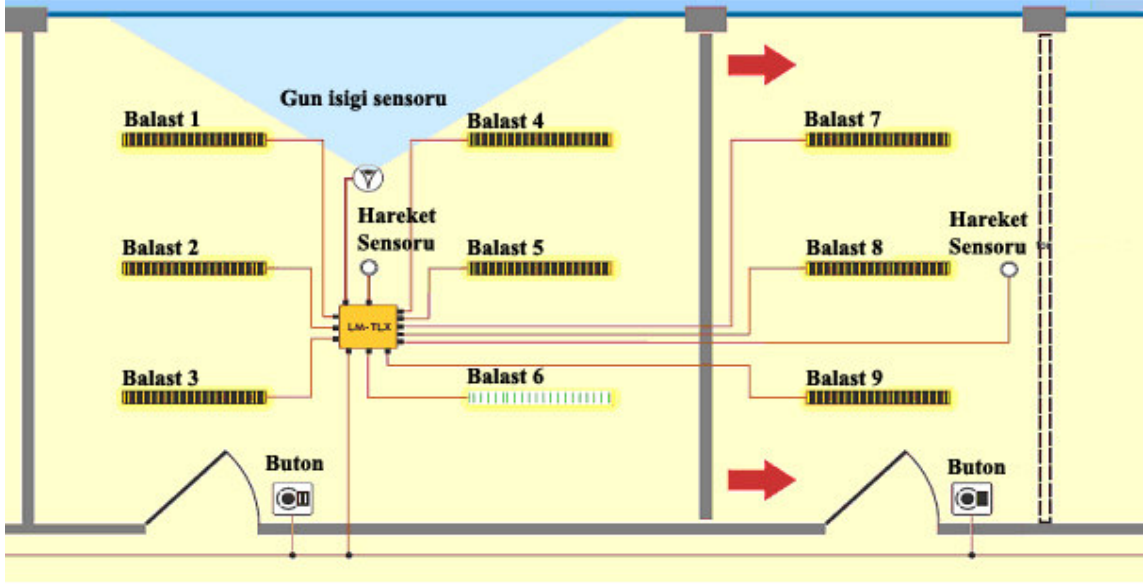 Gun isigi sensoru
Balast 1
Balast 4
Balast 7
Hareket
Sensoru
Hareket
Sensoru
Balast 2
Balast 5
Balast 8
LM-TLX
Balast 3
Balast 6
Balast 9
Buton
Buton